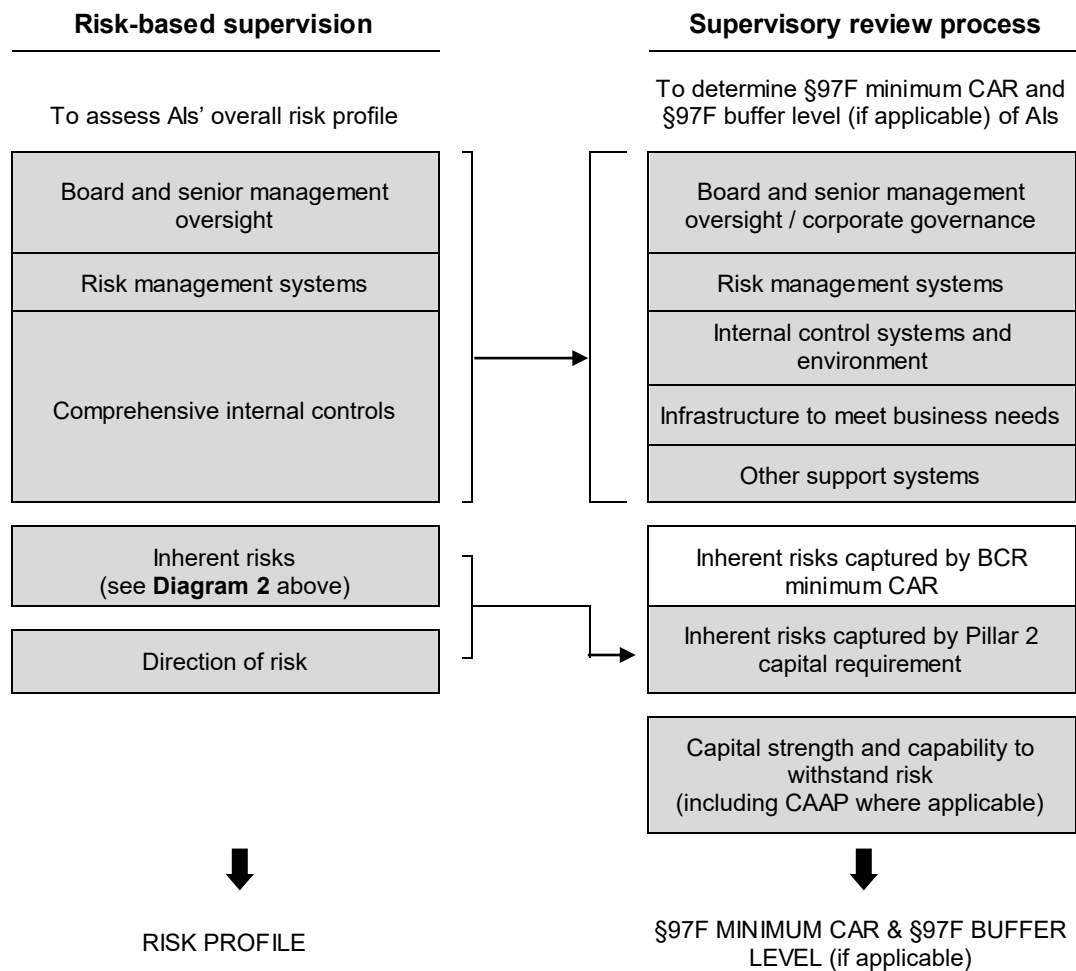 Risk-based supervision
To assess AIs' overall risk profile
Board and senior management
oversight
Risk management systems
Comprehensive internal controls
Inherent risks
(see Diagram 2 above)
Direction of risk
RISK PROFILE
Supervisory review process
To determine §97F minimum CAR and
§97F buffer level (if applicable) of AIs
Board and senior management
oversight / corporate governance
Risk management systems
Internal control systems and
environment
Infrastructure to meet business needs
Other support systems
Inherent risks captured by BCR
minimum CAR
Inherent risks captured by Pillar 2
capital requirement
Capital strength and capability to
withstand risk
(including CAAP where applicable)
§97F MINIMUM CAR & §97F BUFFER
LEVEL (if applicable)